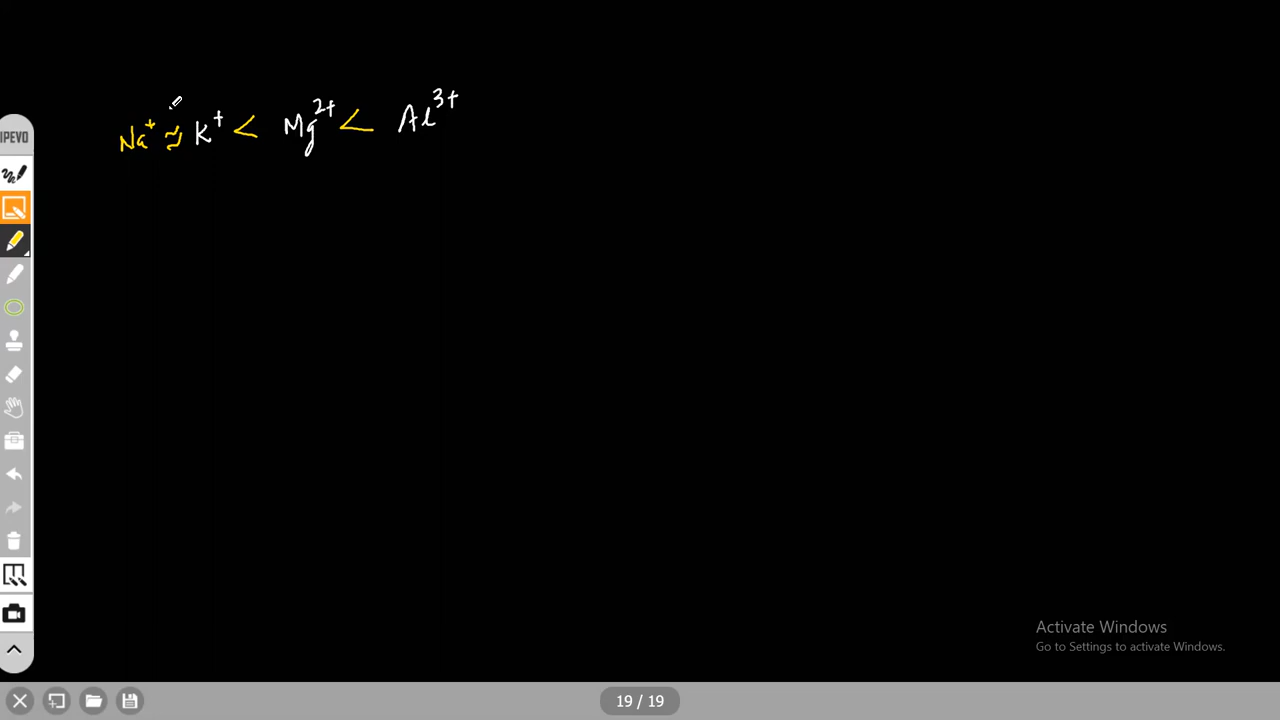 Na⁺ ≈ K⁺ < Mg²⁺ < Al³⁺
IPEVO
Activate Windows
Go to Settings to activate Windows.
19 / 19